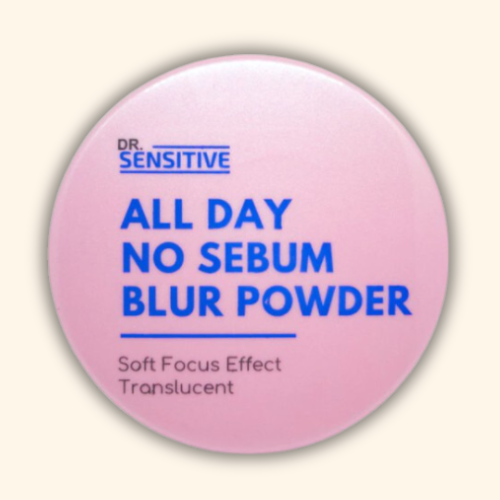 DR.
SENSITIVE
ALL DAY
NO SEBUM
BLUR POWDER
Soft Focus Effect
Translucent